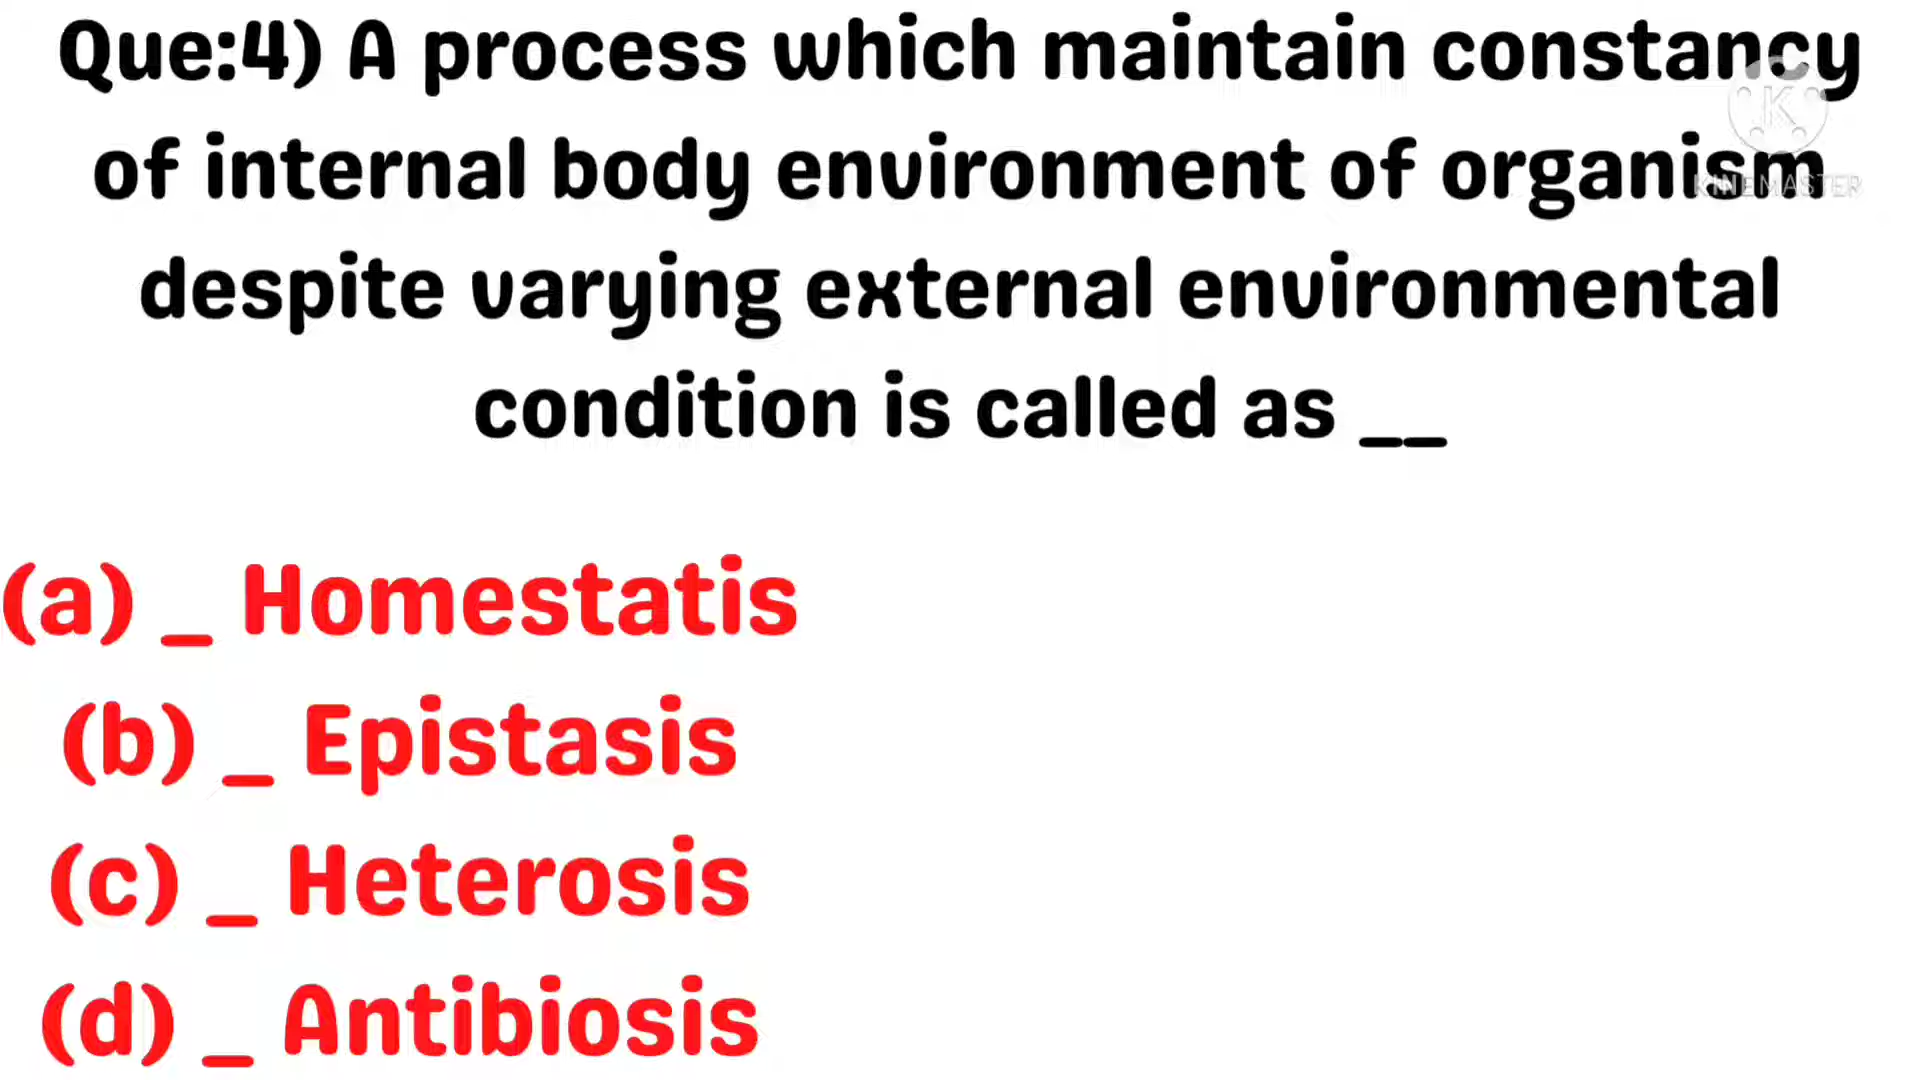 Que:4) A process which maintain constancy
of internal body environment of organism
despite varying external environmental
condition is called as __
(a) _ Homestatis
(b) _ Epistasis
(c) _ Heterosis
(d) _ Antibiosis
K
KINEMASTER